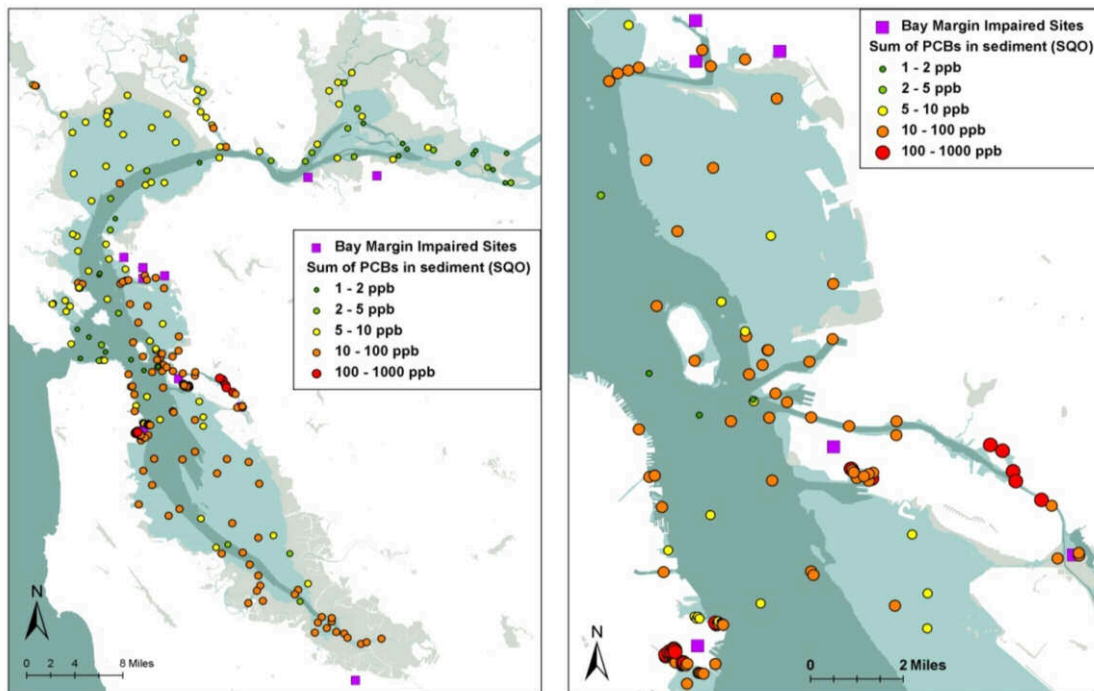 Bay Margin Impaired Sites
Sum of PCBs in sediment (SQO)
1 - 2 ppb
2 - 5 ppb
5 - 10 ppb
10 - 100 ppb
100 - 1000 ppb
N
0 2 4 8 Miles
Bay Margin Impaired Sites
Sum of PCBs in sediment (SQO)
1 - 2 ppb
2 - 5 ppb
5 - 10 ppb
10 - 100 ppb
100 - 1000 ppb
N
0 2 Miles